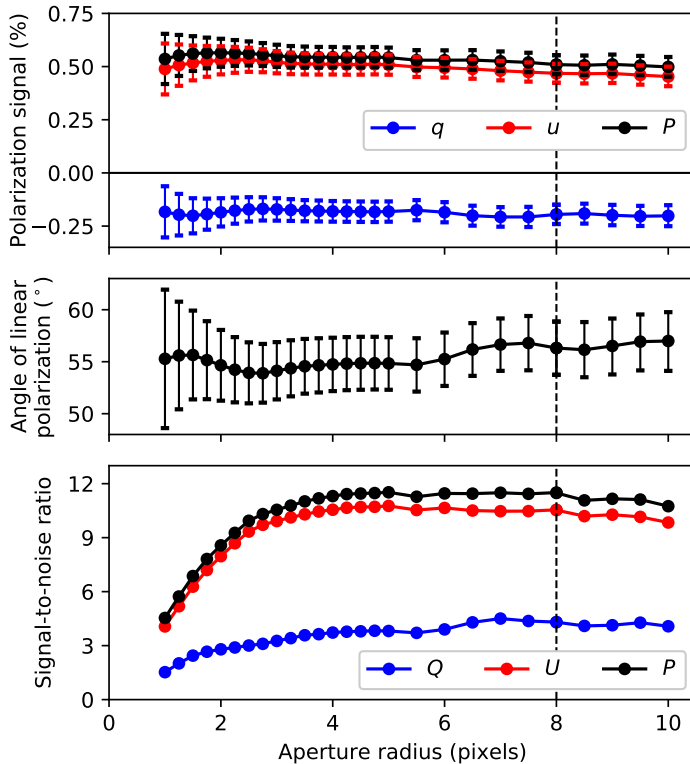 Polarization signal (%)
0.75
0.50
0.25
0.00
−0.25
q u P
Angle of linear
polarization (°)
60
55
50
Signal-to-noise ratio
12
9
6
3
0
Q U P
0 2 4 6 8 10
Aperture radius (pixels)